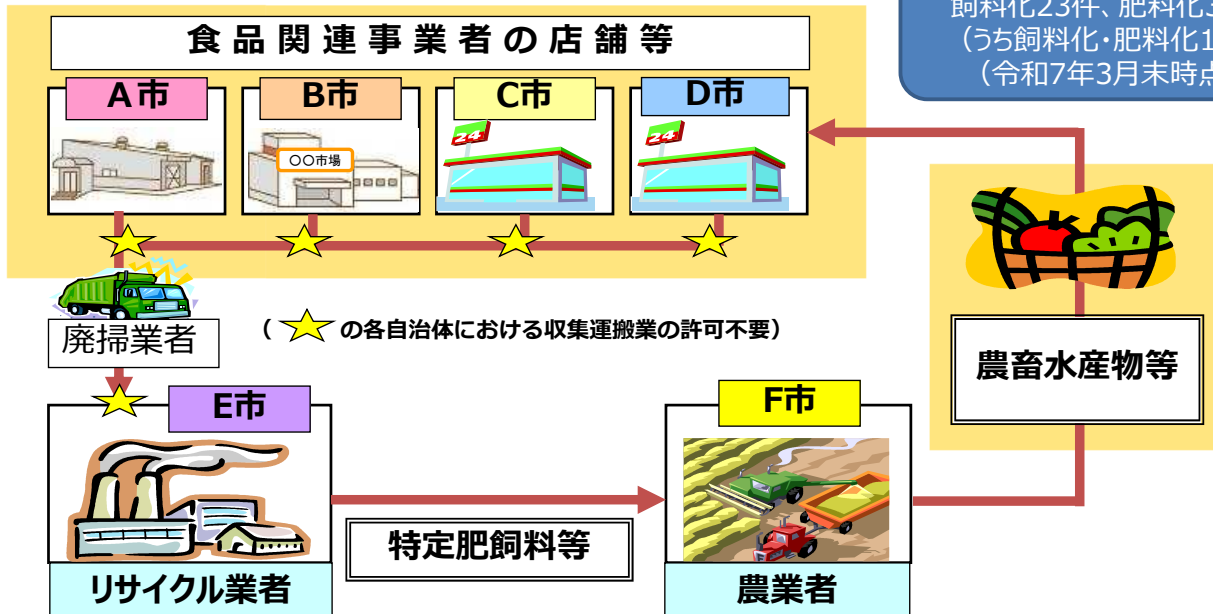 飼料化23件、肥料化3
（うち飼料化・肥料化1
（令和7年3月末時点
食品関連事業者の店舗等
A市
B市
C市
D市
〇〇市場
24
24
廃掃業者
（ の各自治体における収集運搬業の許可不要）
農畜水産物等
E市
F市
特定肥飼料等
リサイクル業者
農業者